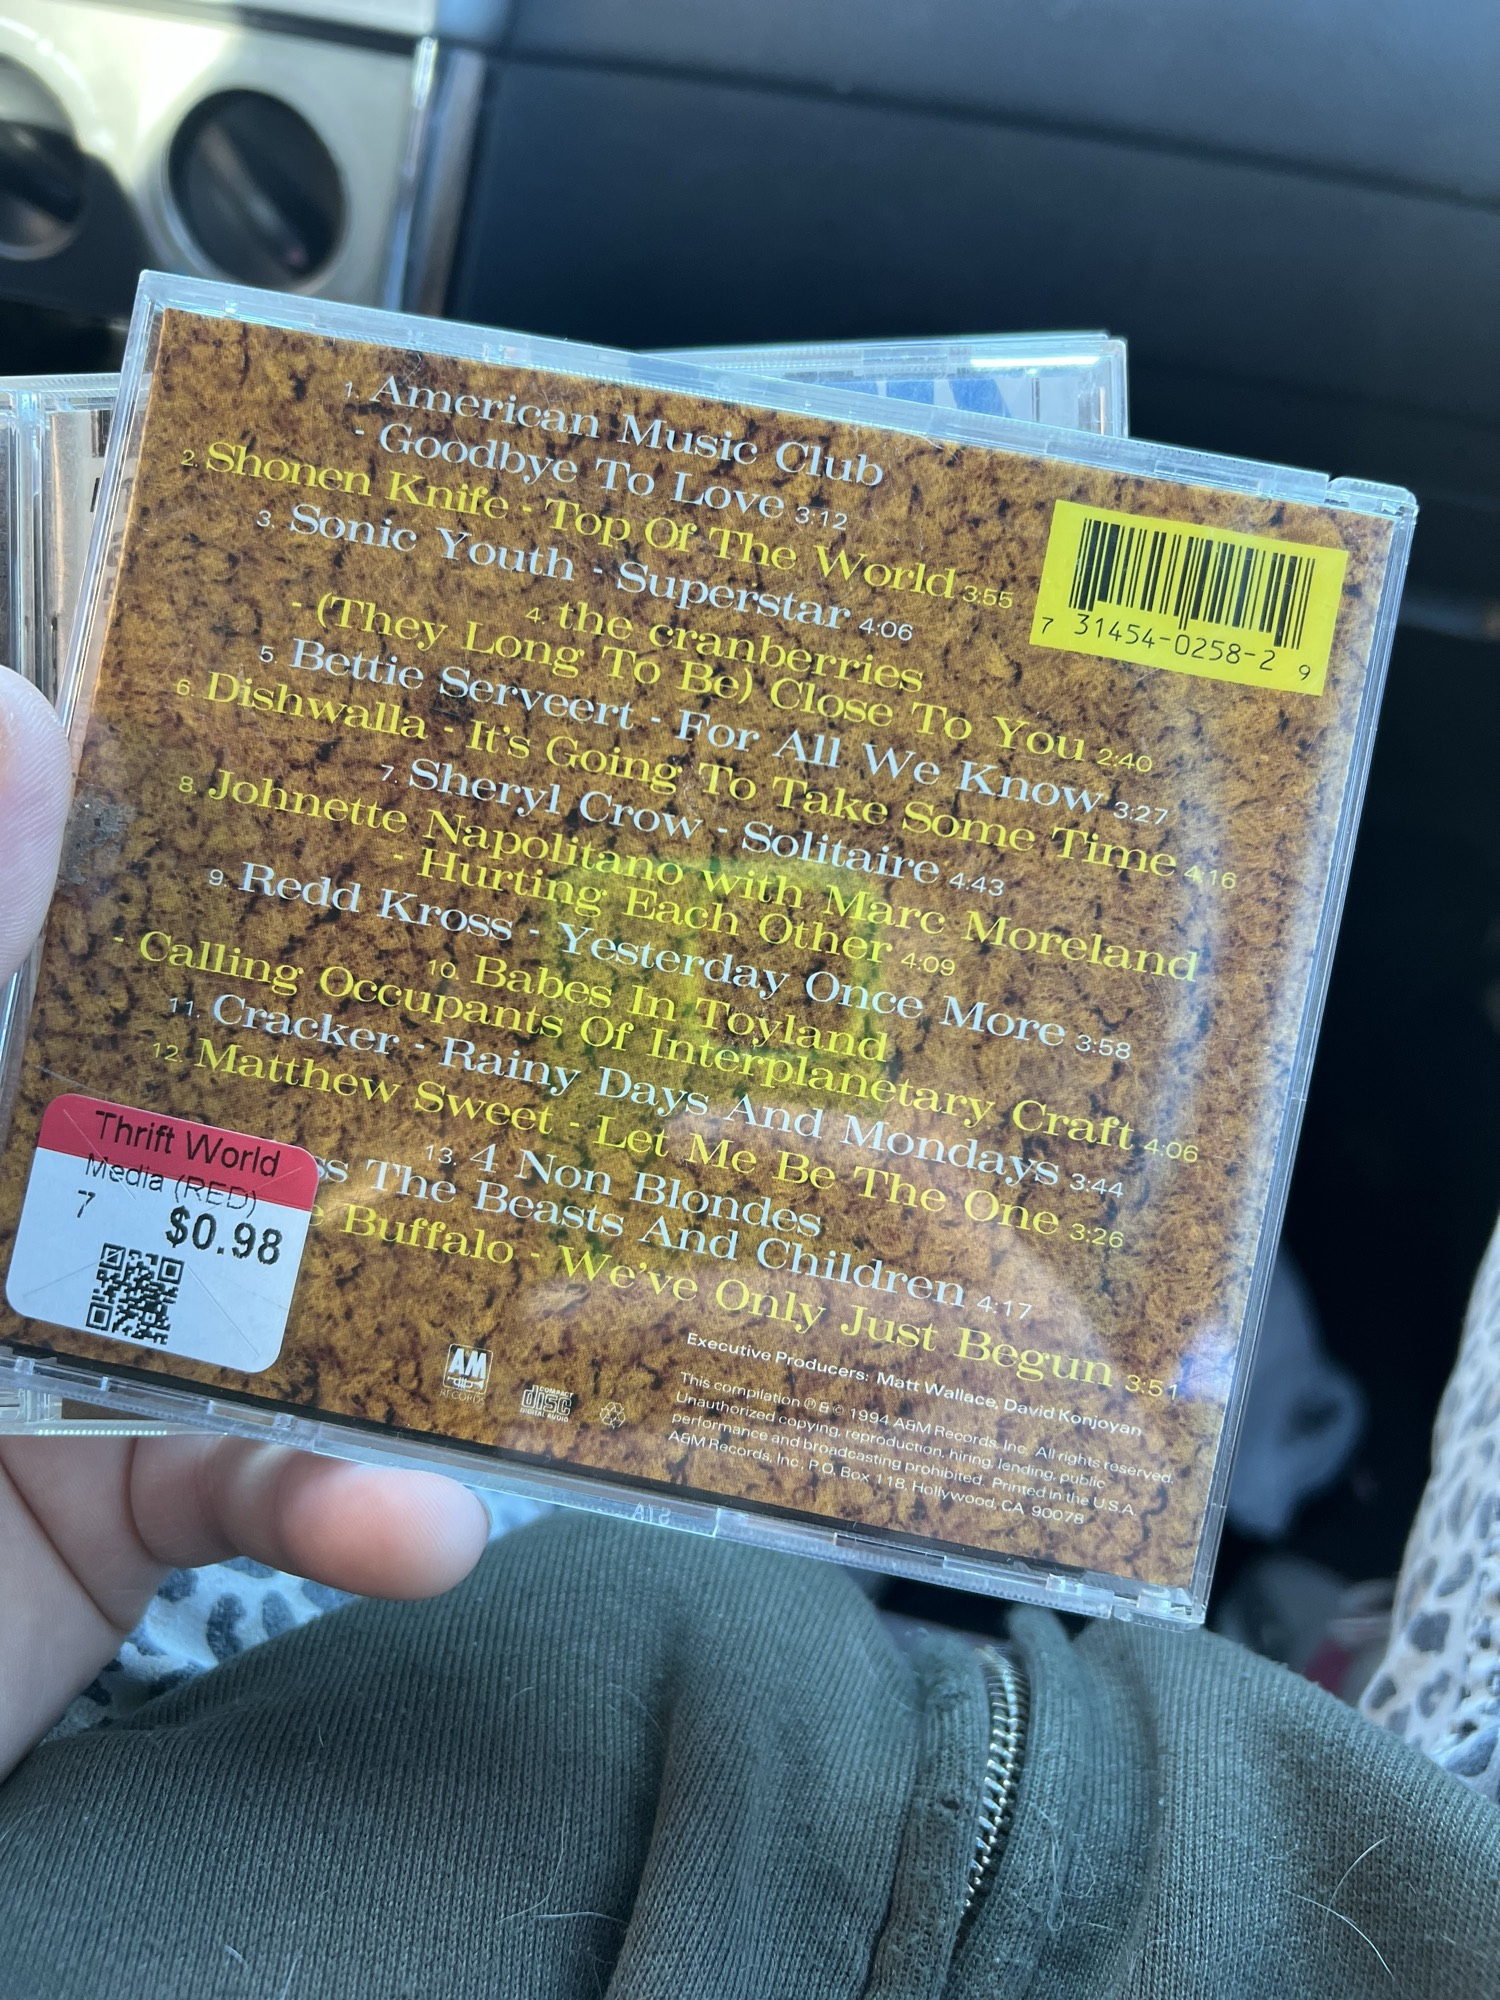 1. American Music Club
- Goodbye To Love 3:12
2. Shonen Knife - Top Of The World 3:55
3. Sonic Youth - Superstar 4:06
4. the cranberries
- (They Long To Be) Close To You 2:40
5. Bettie Serveert - For All We Know 3:27
6. Dishwalla - It's Going To Take Some Time 4:16
7. Sheryl Crow - Solitaire 4:43
8. Johnette Napolitano with Marc Moreland
- Hurting Each Other 4:09
9. Redd Kross - Yesterday Once More 3:58
10. Babes In Toyland
- Calling Occupants Of Interplanetary Craft 4:06
11. Cracker - Rainy Days And Mondays 3:44
12. Matthew Sweet - Let Me Be The One 3:26
13. 4 Non Blondes
ss The Beasts And Children 4:17
e Buffalo - We've Only Just Begun 3:51
7 31454-0258-2 9
Thrift World
Media (RED)
7 $0.98
AM
RECORDS
COMPACT
disc
DIGITAL AUDIO
Executive Producers: Matt Wallace, David Konjoyan
This compilation ℗ & © 1994 A&M Records, Inc. All rights reserved.
Unauthorized copying, reproduction, hiring, lending, public
performance and broadcasting prohibited. Printed in the U.S.A.
A&M Records, Inc., P.O. Box 118, Hollywood, CA 90078